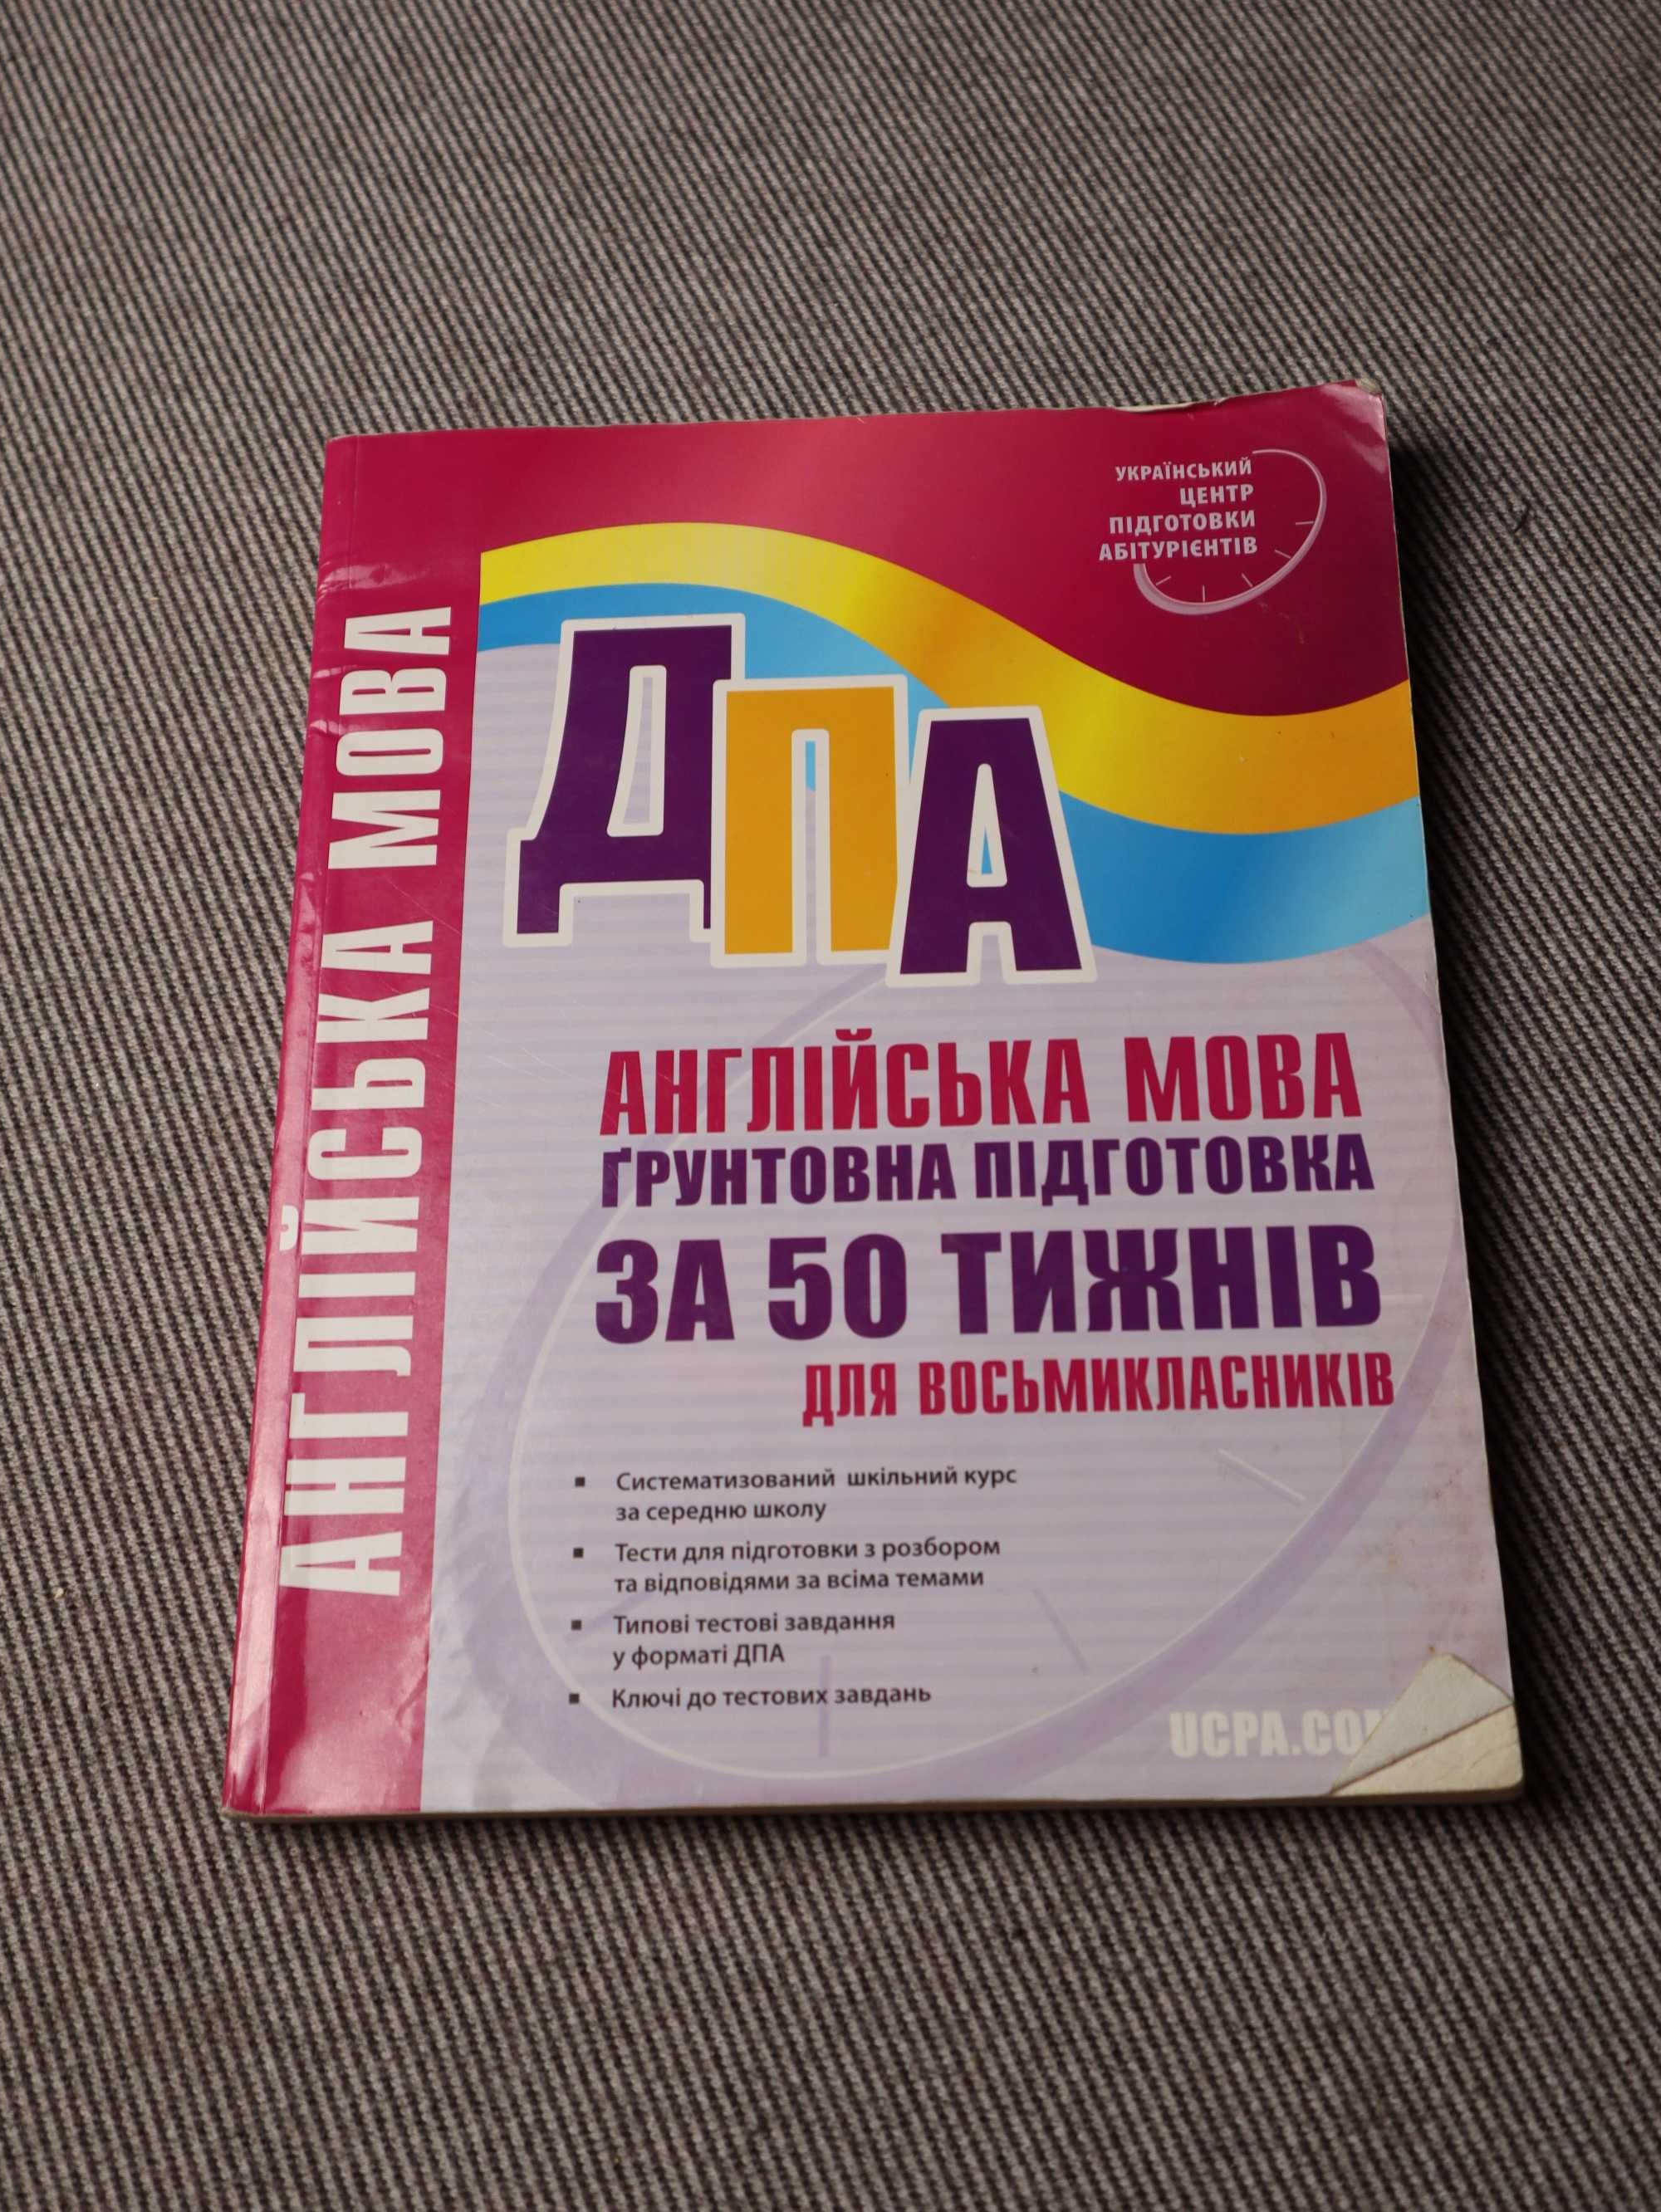 УКРАЇНСЬКИЙ
ЦЕНТР
ПІДГОТОВКИ
АБІТУРІЄНТІВ
АНГЛІЙСЬКА МОВА
ДПА
АНГЛІЙСЬКА МОВА
ҐРУНТОВНА ПІДГОТОВКА
ЗА 50 ТИЖНІВ
ДЛЯ ВОСЬМИКЛАСНИКІВ
▪ Систематизований шкільний курс
за середню школу
▪ Тести для підготовки з розбором
та відповідями за всіма темами
▪ Типові тестові завдання
у форматі ДПА
▪ Ключі до тестових завдань